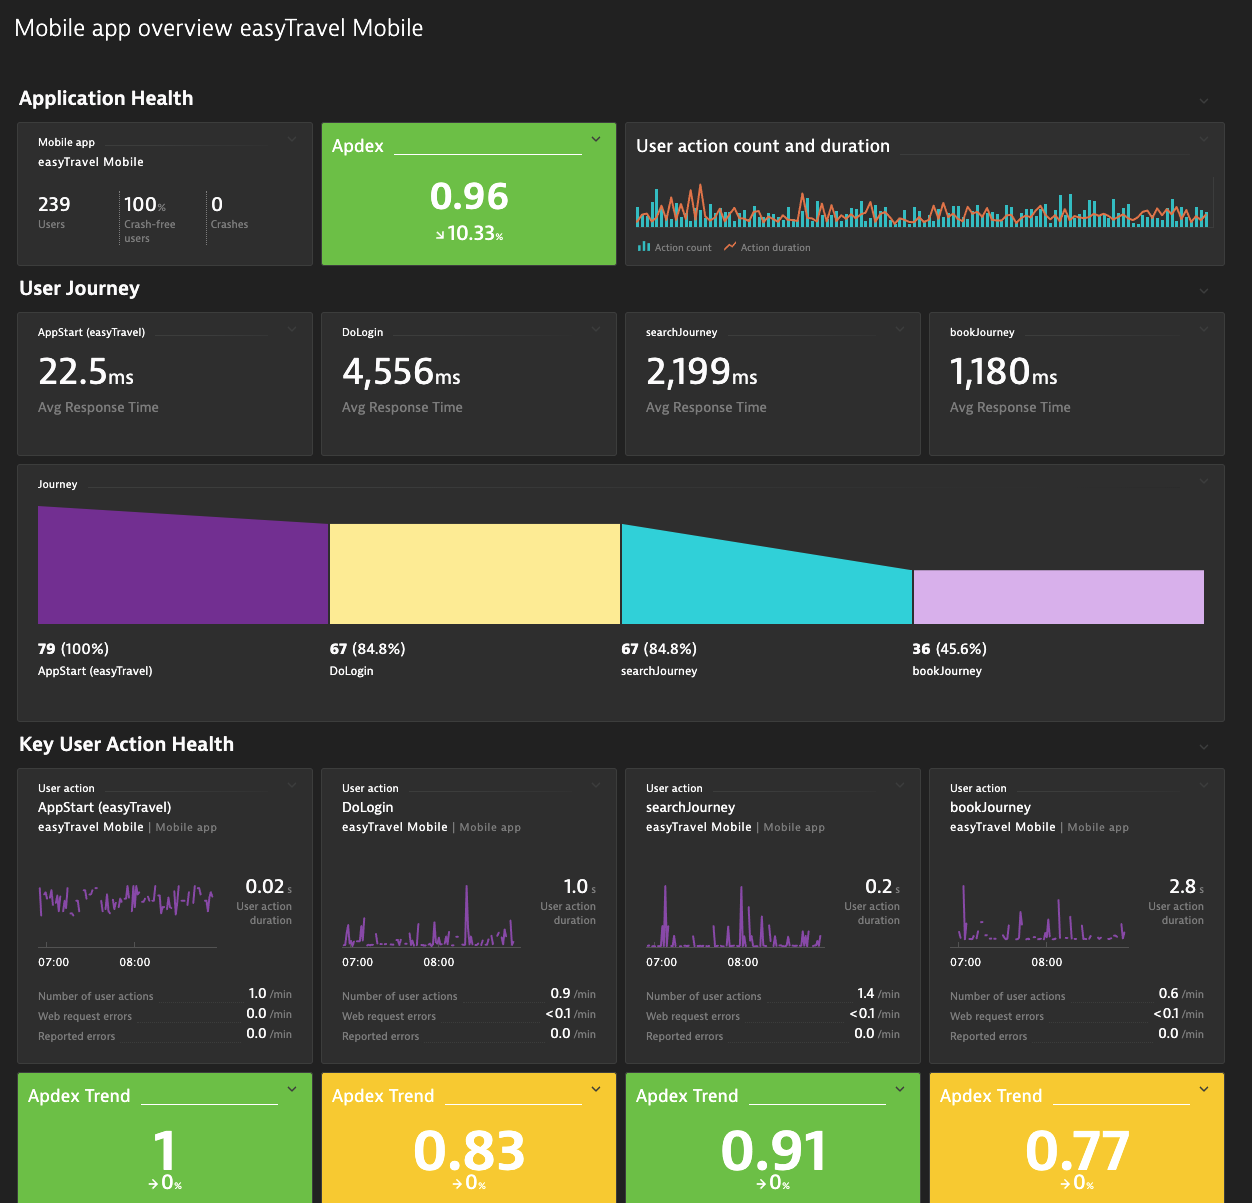 Mobile app overview easyTravel Mobile
Application Health
Mobile app
easyTravel Mobile
239
Users
100%
Crash-free
users
0
Crashes
Apdex
0.96
↘10.33%
User action count and duration
Action count Action duration
User Journey
AppStart (easyTravel)
22.5ms
Avg Response Time
DoLogin
4,556ms
Avg Response Time
searchJourney
2,199ms
Avg Response Time
bookJourney
1,180ms
Avg Response Time
Journey
79 (100%)
AppStart (easyTravel)
67 (84.8%)
DoLogin
67 (84.8%)
searchJourney
36 (45.6%)
bookJourney
Key User Action Health
User action
AppStart (easyTravel)
easyTravel Mobile | Mobile app
0.02 s
User action
duration
07:00 08:00
Number of user actions 1.0 /min
Web request errors 0.0 /min
Reported errors 0.0 /min
User action
DoLogin
easyTravel Mobile | Mobile app
1.0 s
User action
duration
07:00 08:00
Number of user actions 0.9 /min
Web request errors <0.1 /min
Reported errors 0.0 /min
User action
searchJourney
easyTravel Mobile | Mobile app
0.2 s
User action
duration
07:00 08:00
Number of user actions 1.4 /min
Web request errors <0.1 /min
Reported errors 0.0 /min
User action
bookJourney
easyTravel Mobile | Mobile app
2.8 s
User action
duration
07:00 08:00
Number of user actions 0.6 /min
Web request errors <0.1 /min
Reported errors 0.0 /min
Apdex Trend
1
→0%
Apdex Trend
0.83
→0%
Apdex Trend
0.91
→0%
Apdex Trend
0.77
→0%